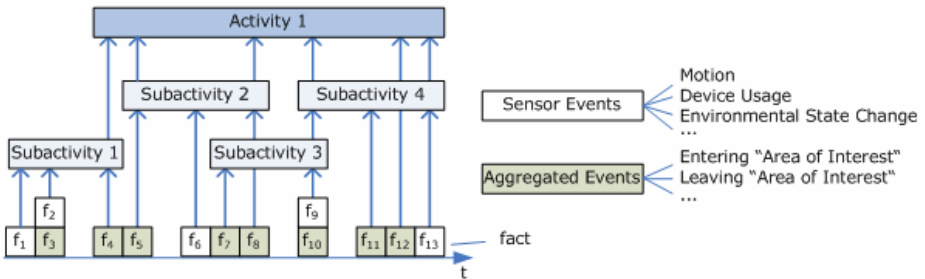 Activity 1
Subactivity 2
Subactivity 4
Subactivity 1
Subactivity 3
f2
f9
f1
f3
f4
f5
f6
f7
f8
f10
f11
f12
f13
fact
t
Sensor Events
Motion
Device Usage
Environmental State Change
...
Aggregated Events
Entering “Area of Interest“
Leaving “Area of Interest“
...